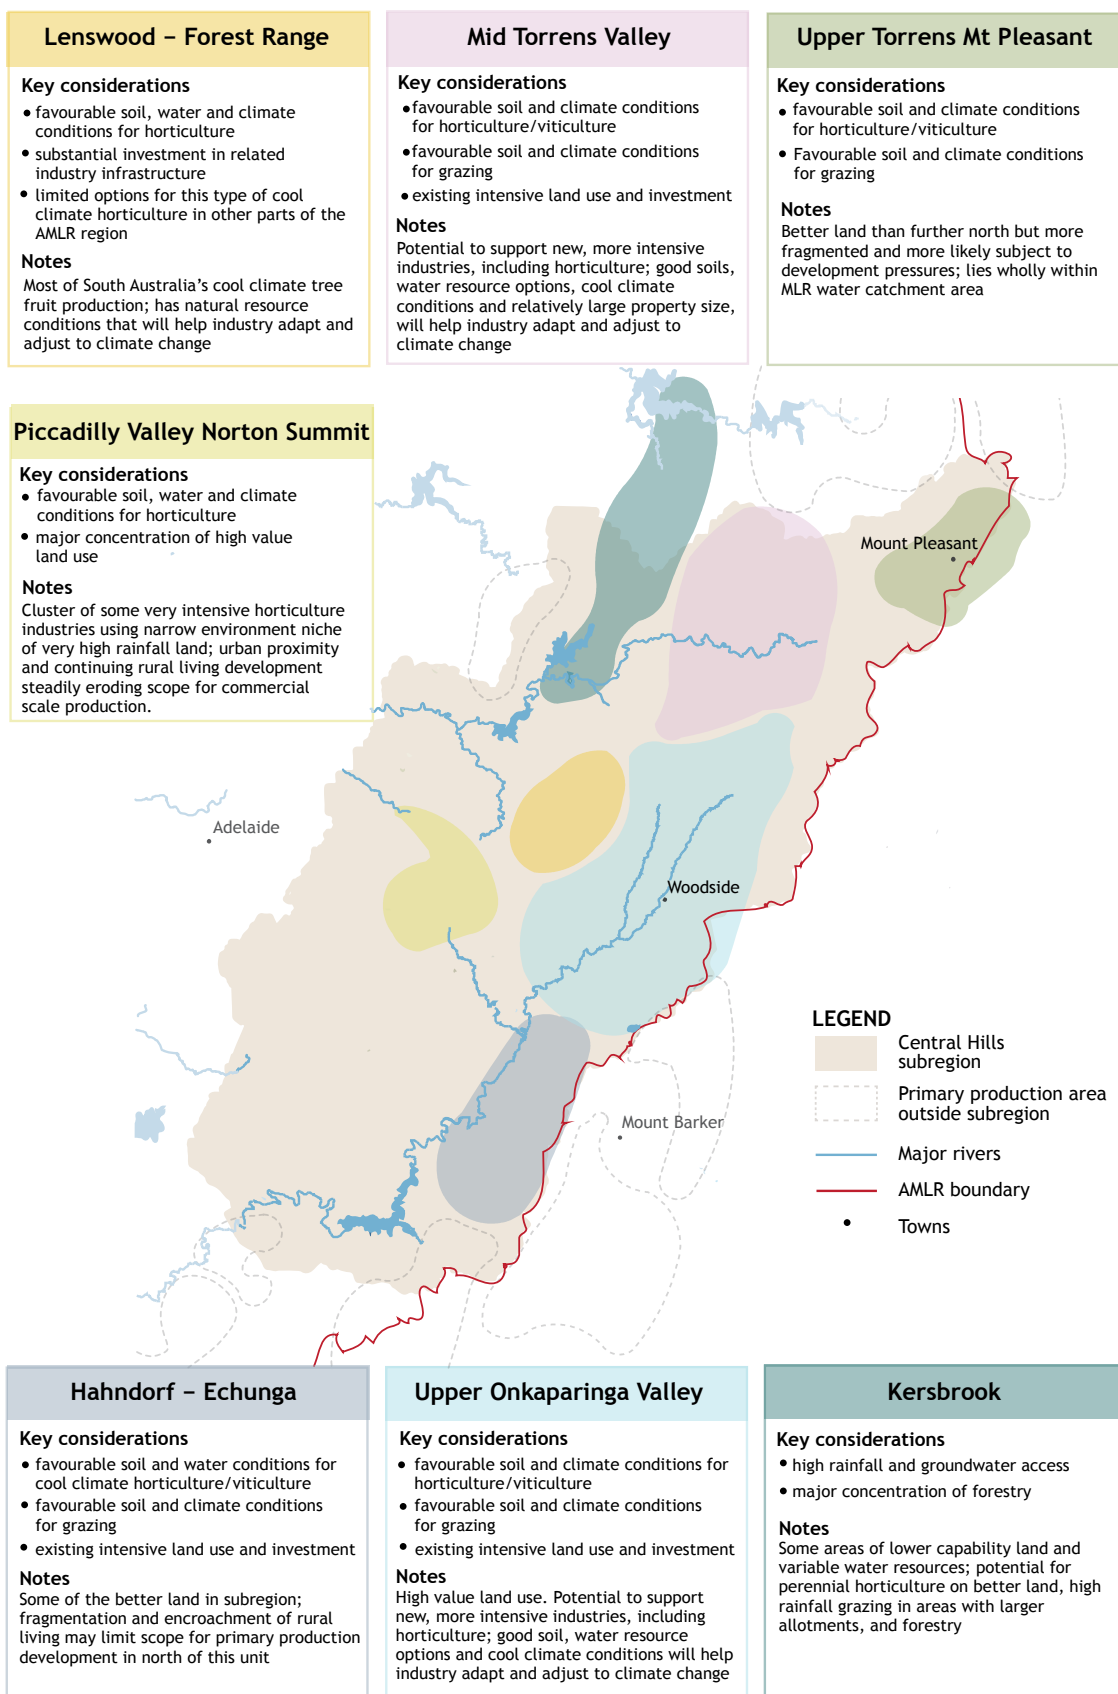 Lenswood – Forest Range
Key considerations
• favourable soil, water and climate
conditions for horticulture
• substantial investment in related
industry infrastructure
• limited options for this type of cool
climate horticulture in other parts of the
AMLR region
Notes
Most of South Australia’s cool climate tree
fruit production; has natural resource
conditions that will help industry adapt and
adjust to climate change
Mid Torrens Valley
Key considerations
• favourable soil and climate conditions
for horticulture/viticulture
• favourable soil and climate conditions
for grazing
• existing intensive land use and investment
Notes
Potential to support new, more intensive
industries, including horticulture; good soils,
water resource options, cool climate
conditions and relatively large property size,
will help industry adapt and adjust to
climate change
Upper Torrens Mt Pleasant
Key considerations
• favourable soil and climate conditions
for horticulture/viticulture
• Favourable soil and climate conditions
for grazing
Notes
Better land than further north but more
fragmented and more likely subject to
development pressures; lies wholly within
MLR water catchment area
Piccadilly Valley Norton Summit
Key considerations
• favourable soil, water and climate
conditions for horticulture
• major concentration of high value
land use
Notes
Cluster of some very intensive horticulture
industries using narrow environment niche
of very high rainfall land; urban proximity
and continuing rural living development
steadily eroding scope for commercial
scale production.
Mount Pleasant
Adelaide
Woodside
Mount Barker
LEGEND
Central Hills
subregion
Primary production area
outside subregion
Major rivers
AMLR boundary
Towns
Hahndorf – Echunga
Key considerations
• favourable soil and water conditions for
cool climate horticulture/viticulture
• favourable soil and climate conditions
for grazing
• existing intensive land use and investment
Notes
Some of the better land in subregion;
fragmentation and encroachment of rural
living may limit scope for primary production
development in north of this unit
Upper Onkaparinga Valley
Key considerations
• favourable soil and climate conditions for
horticulture/viticulture
• favourable soil and climate conditions
for grazing
• existing intensive land use and investment
Notes
High value land use. Potential to support
new, more intensive industries, including
horticulture; good soil, water resource
options and cool climate conditions will help
industry adapt and adjust to climate change
Kersbrook
Key considerations
• high rainfall and groundwater access
• major concentration of forestry
Notes
Some areas of lower capability land and
variable water resources; potential for
perennial horticulture on better land, high
rainfall grazing in areas with larger
allotments, and forestry